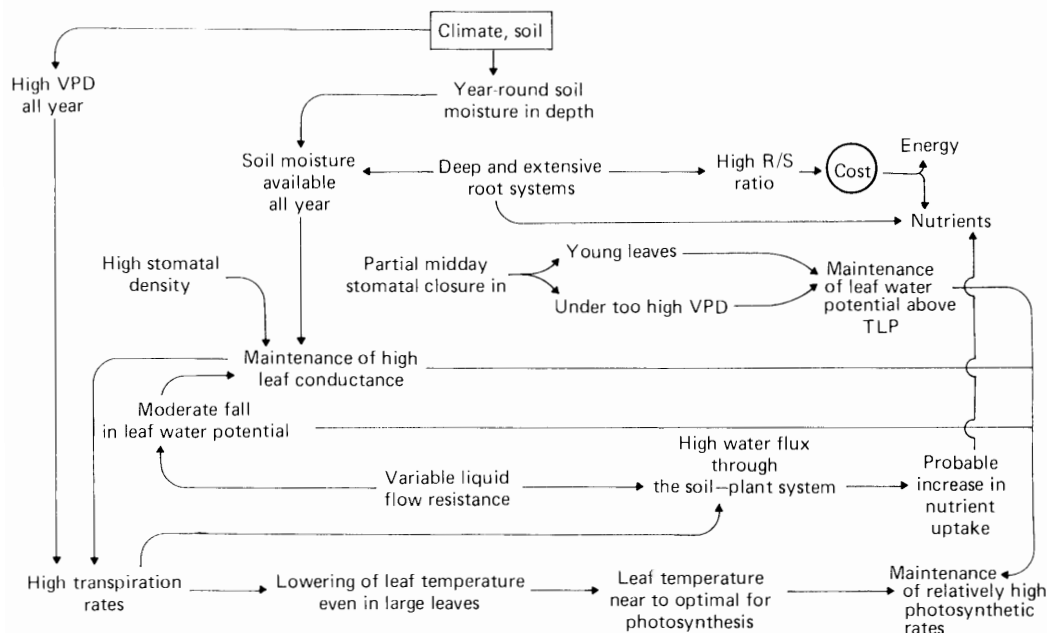 Climate, soil
High VPD
all year
Year-round soil
moisture in depth
Soil moisture
available
all year
Deep and extensive
root systems
High R/S
ratio
Cost
Energy
Nutrients
High stomatal
density
Partial midday
stomatal closure in
Young leaves
Under too high VPD
Maintenance
of leaf water
potential above
TLP
Maintenance of high
leaf conductance
Moderate fall
in leaf water potential
Variable liquid
flow resistance
High water flux
through
the soil–plant system
Probable
increase in
nutrient
uptake
High transpiration
rates
Lowering of leaf temperature
even in large leaves
Leaf temperature
near to optimal for
photosynthesis
Maintenance
of relatively high
photosynthetic
rates